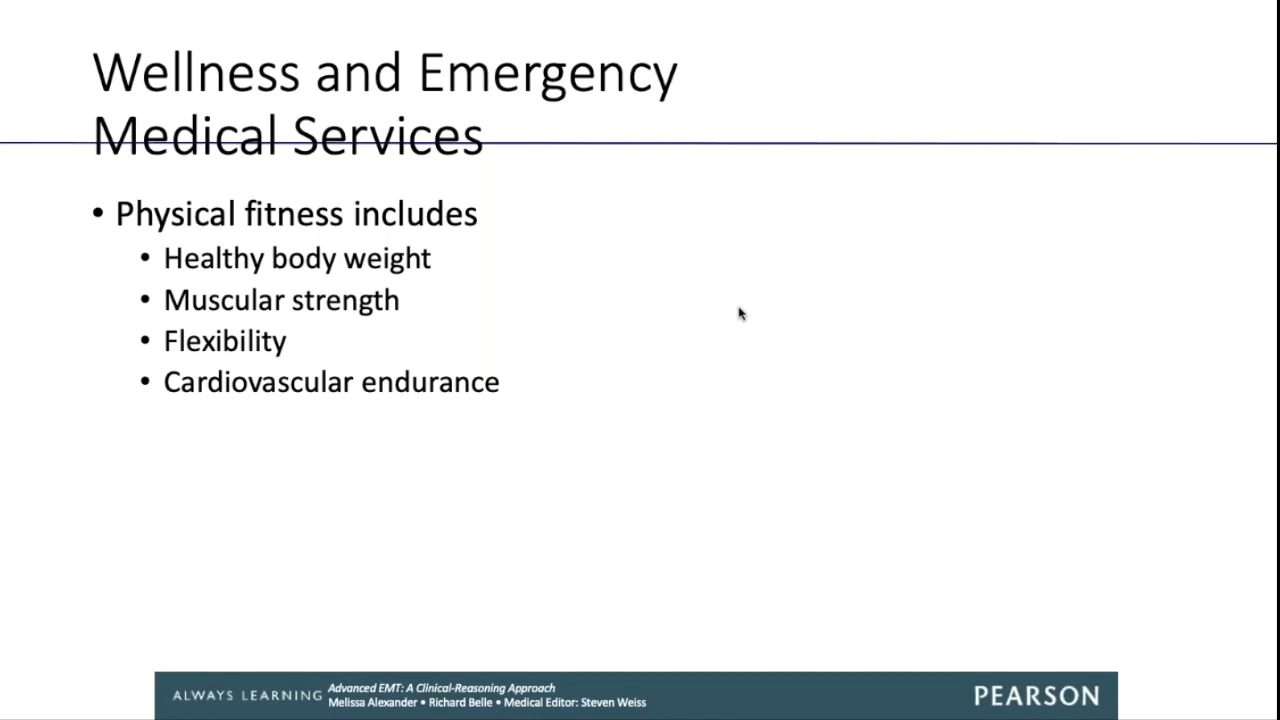 Wellness and Emergency
Medical Services
• Physical fitness includes
• Healthy body weight
• Muscular strength
• Flexibility
• Cardiovascular endurance
ALWAYS LEARNING
Advanced EMT: A Clinical-Reasoning Approach
Melissa Alexander • Richard Belle • Medical Editor: Steven Weiss
PEARSON